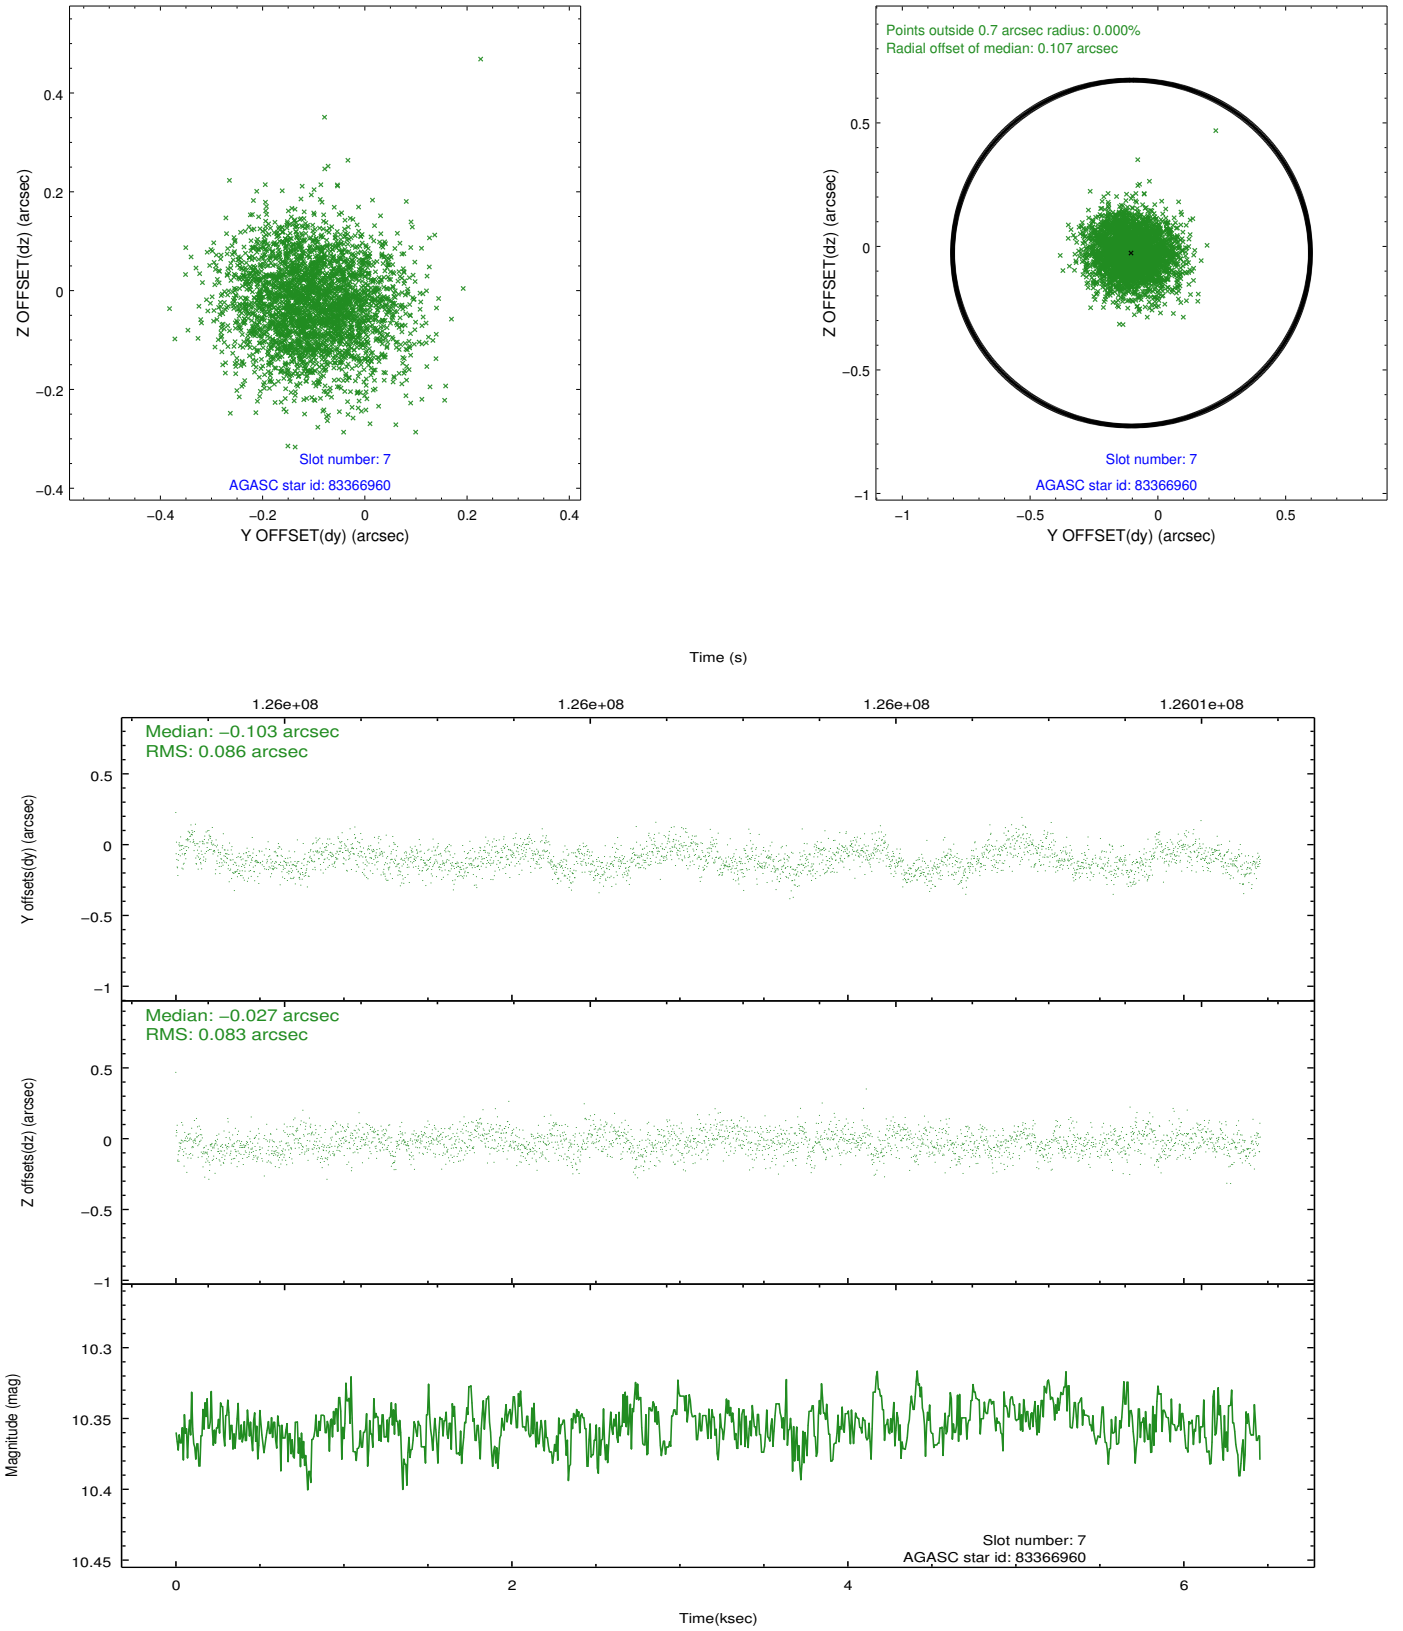 0.4
0.2
0
−0.2
−0.4
Z OFFSET(dz) (arcsec)
Slot number: 7
AGASC star id: 83366960
−0.4 −0.2 0 0.2 0.4
Y OFFSET(dy) (arcsec)
Points outside 0.7 arcsec radius: 0.000%
Radial offset of median: 0.107 arcsec
0.5
0
−0.5
−1
Z OFFSET(dz) (arcsec)
Slot number: 7
AGASC star id: 83366960
−1 −0.5 0 0.5
Y OFFSET(dy) (arcsec)
Time (s)
1.26e+08 1.26e+08 1.26e+08 1.2601e+08
Median: −0.103 arcsec
RMS: 0.086 arcsec
0.5
0
−0.5
−1
Y offsets(dy) (arcsec)
Median: −0.027 arcsec
RMS: 0.083 arcsec
0.5
0
−0.5
−1
Z offsets(dz) (arcsec)
10.3
10.35
10.4
10.45
Magnitude (mag)
Slot number: 7
AGASC star id: 83366960
0 2 4 6
Time(ksec)